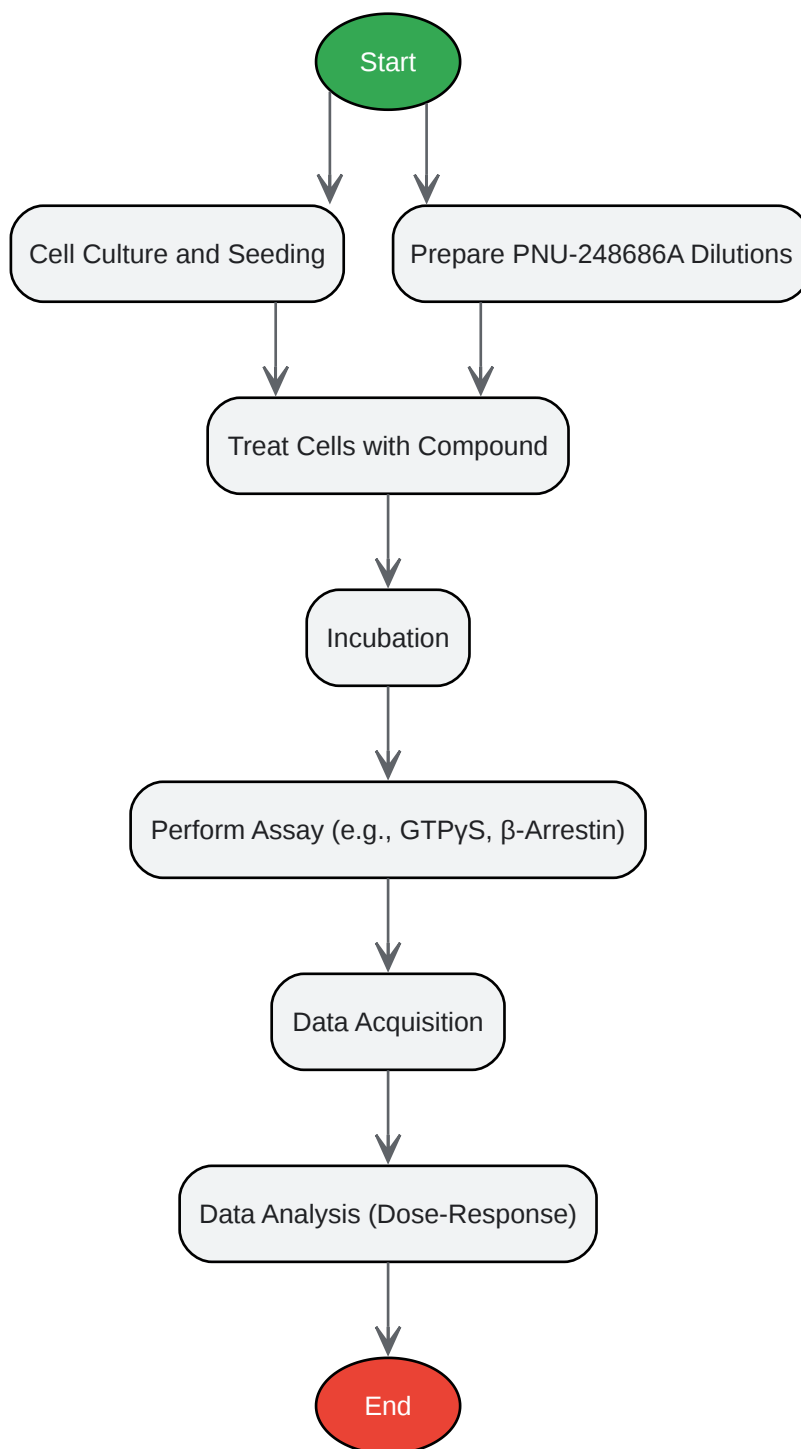 Start
Cell Culture and Seeding
Prepare PNU-248686A Dilutions
Treat Cells with Compound
Incubation
Perform Assay (e.g., GTPγS, β-Arrestin)
Data Acquisition
Data Analysis (Dose-Response)
End